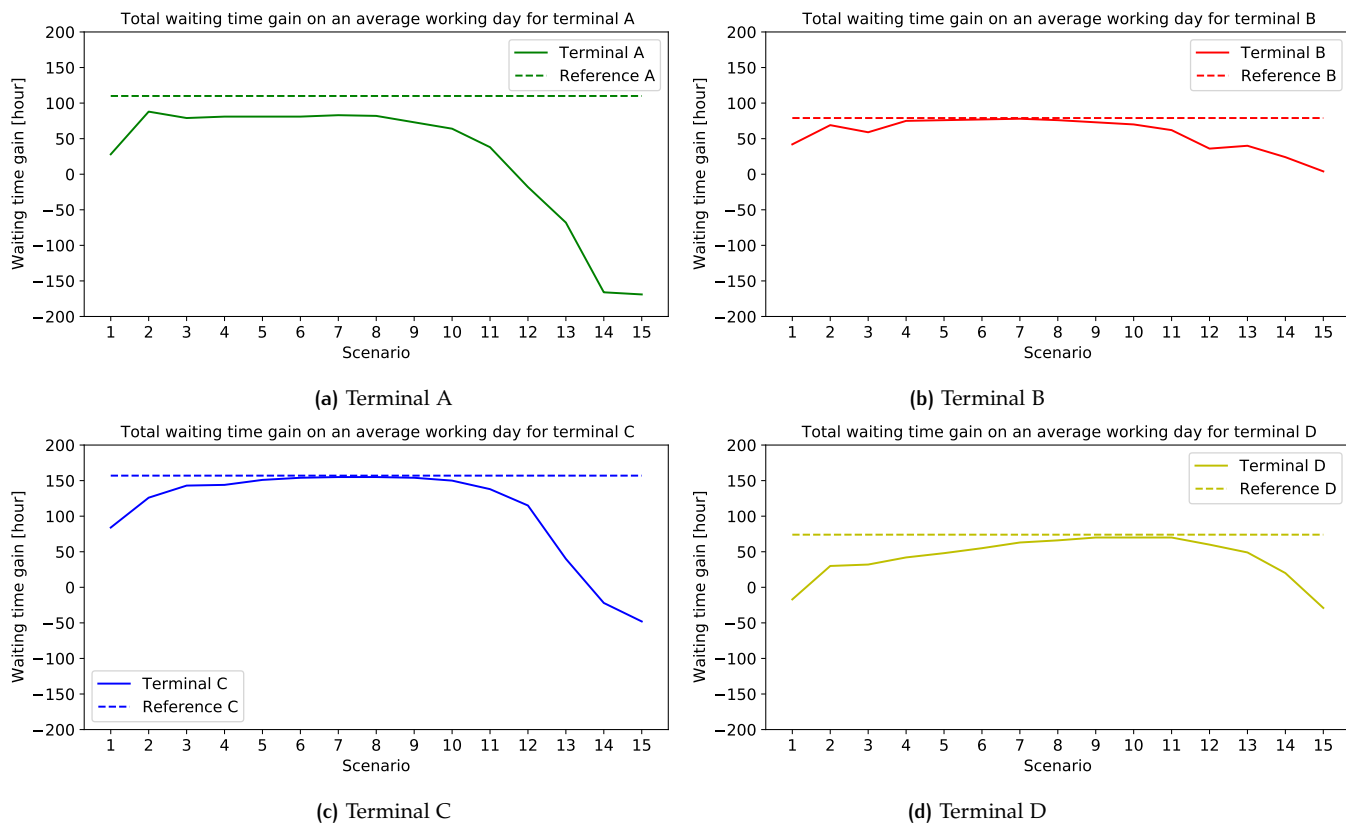 Total waiting time gain on an average working day for terminal A
Waiting time gain [hour]
200
150
100
50
0
−50
−100
−150
−200
Terminal A
Reference A
1 2 3 4 5 6 7 8 9 10 11 12 13 14 15
Scenario
(a) Terminal A
Total waiting time gain on an average working day for terminal B
Waiting time gain [hour]
200
150
100
50
0
−50
−100
−150
−200
Terminal B
Reference B
1 2 3 4 5 6 7 8 9 10 11 12 13 14 15
Scenario
(b) Terminal B
Total waiting time gain on an average working day for terminal C
Waiting time gain [hour]
200
150
100
50
0
−50
−100
−150
−200
Terminal C
Reference C
1 2 3 4 5 6 7 8 9 10 11 12 13 14 15
Scenario
(c) Terminal C
Total waiting time gain on an average working day for terminal D
Waiting time gain [hour]
200
150
100
50
0
−50
−100
−150
−200
Terminal D
Reference D
1 2 3 4 5 6 7 8 9 10 11 12 13 14 15
Scenario
(d) Terminal D